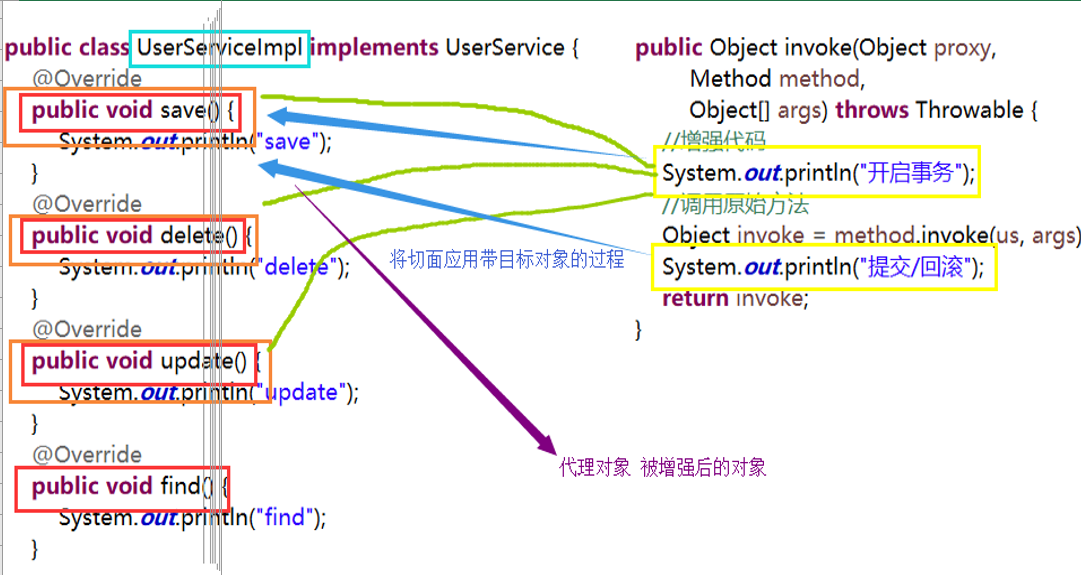 public class UserServiceImpl implements UserService {
@Override
public void save() {
System.out.println("save");
}
@Override
public void delete() {
System.out.println("delete");
}
@Override
public void update() {
System.out.println("update");
}
@Override
public void find() {
System.out.println("find");
}
public Object invoke(Object proxy,
Method method,
Object[] args) throws Throwable {
//增强代码
System.out.println("开启事务");
//调用原始方法
Object invoke = method.invoke(us, args)
System.out.println("提交/回滚");
return invoke;
}
将切面应用带目标对象的过程
代理对象 被增强后的对象